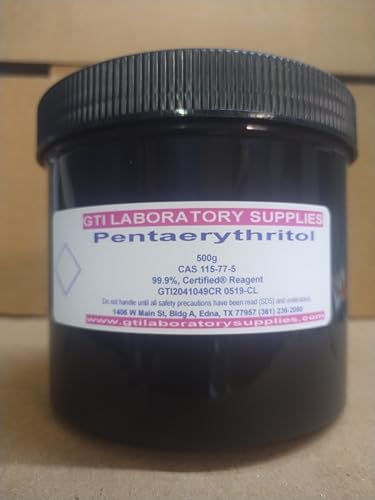 GTI LABORATORY SUPPLIES
Pentaerythritol
500g
CAS 115-77-5
99.9%, Certified® Reagent
GTI2041049CR 0519-CL
Do not handle until all safety precautions have been read (SDS) and understood.
1406 W Main St, Bldg A, Edna, TX 77957 (361) 236-2060
www.gtilaboratorysupplies.com